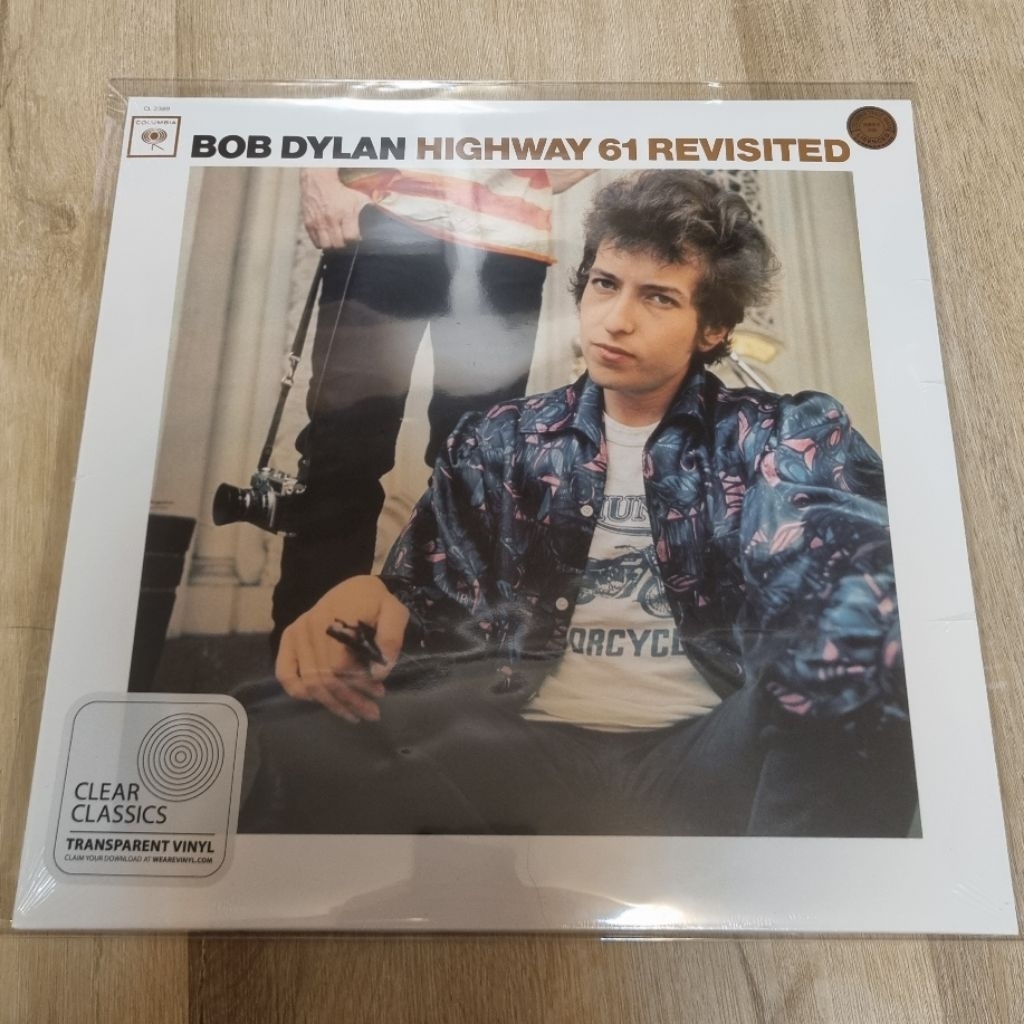 CL 2389
COLUMBIA
BOB DYLAN HIGHWAY 61 REVISITED
IUM
ORCYCL
CLEAR
CLASSICS
TRANSPARENT VINYL
CLAIM YOUR DOWNLOAD AT WEAREVINYL.COM